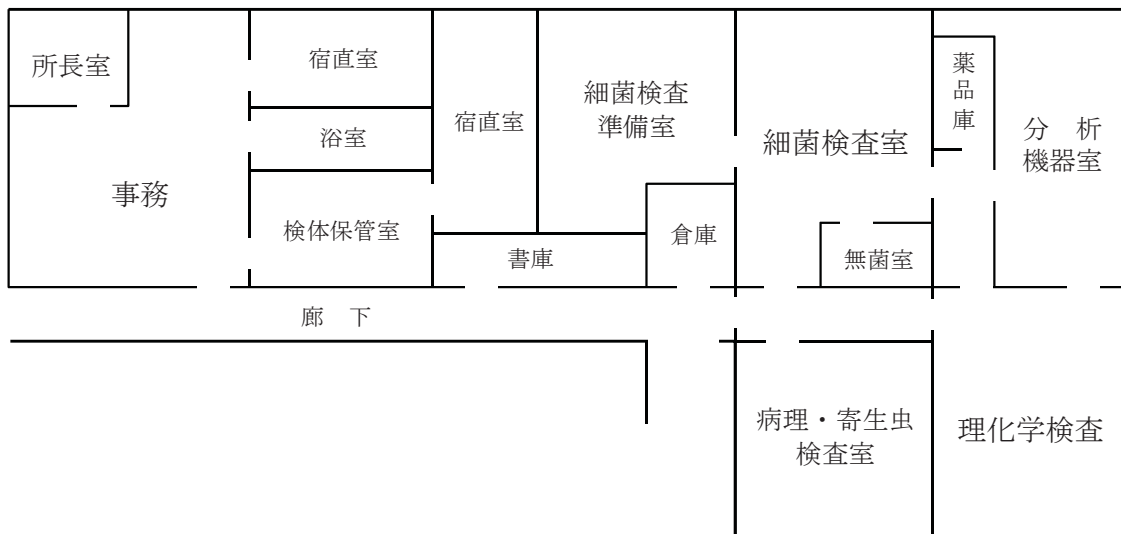 所長室
事務
宿直室
浴室
検体保管室
宿直室
書庫
細菌検査
準備室
倉庫
細菌検査室
無菌室
薬品庫
分 析
機器室
廊 下
病理・寄生虫
検査室
理化学検査